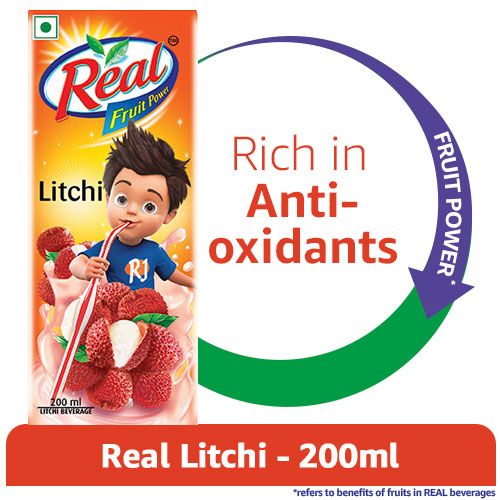 Real™
Fruit Power
Litchi
RJ
200 ml
LITCHI BEVERAGE
Rich in
Anti-
oxidants
FRUIT POWER*
Real Litchi - 200ml
*refers to benefits of fruits in REAL beverages